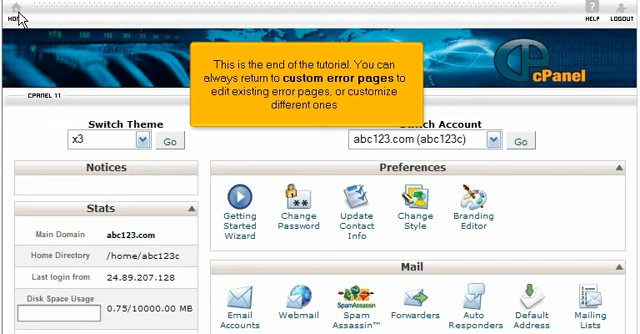 HOME
HELP
LOGOUT
This is the end of the tutorial. You can
always return to custom error pages to
edit existing error pages, or customize
different ones
cPanel
CPANEL 11
Switch Theme
x3
Go
Switch Account
abc123.com (abc123c)
Go
Notices
Stats
Main Domain abc123.com
Home Directory /home/abc123c
Last login from 24.89.207.128
Disk Space Usage
0.75/10000.00 MB
Preferences
Getting Change Update Change Branding
Started Password Contact Style Editor
Wizard Info
Mail
SpamAssassin
Email Webmail Spam Forwarders Auto Default Mailing
Accounts Assassin™ Responders Address Lists